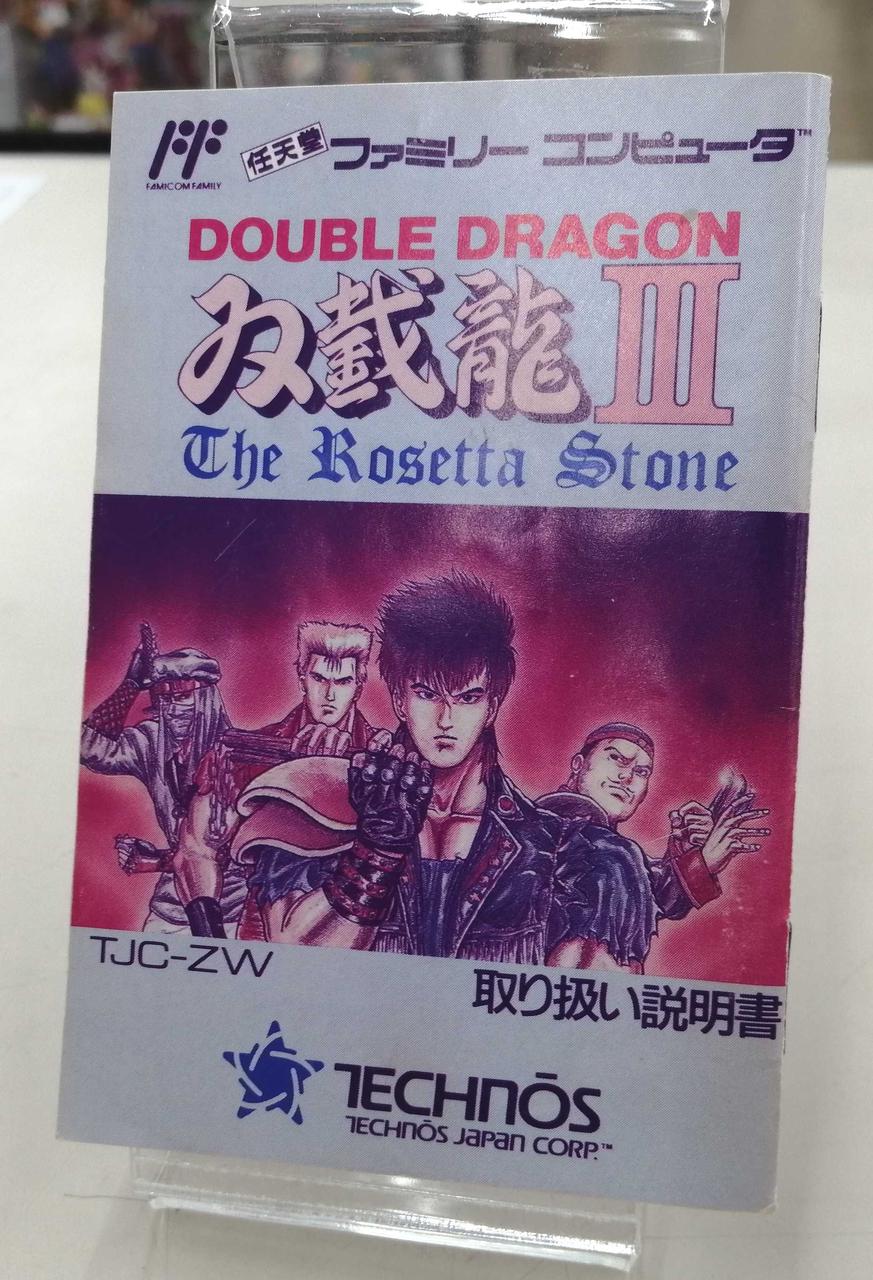 FAMICOM FAMILY
任天堂 ファミリー コンピュータ™
DOUBLE DRAGON
双截龍 III
The Rosetta Stone
TJC-ZW
取り扱い説明書
TECHNŌS
TECHNŌS JAPAN CORP.™